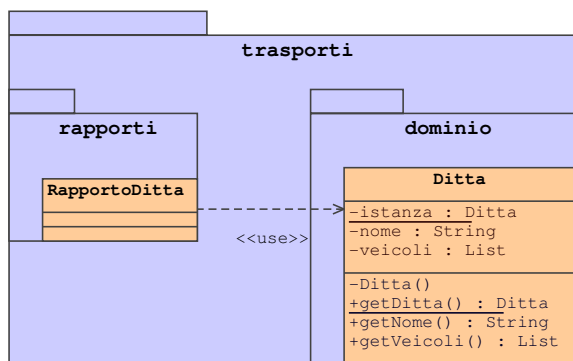 trasporti
rapporti
dominio
RapportoDitta
Ditta
-istanza : Ditta
-nome : String
-veicoli : List
<<use>>
-Ditta()
+getDitta() : Ditta
+getNome() : String
+getVeicoli() : List